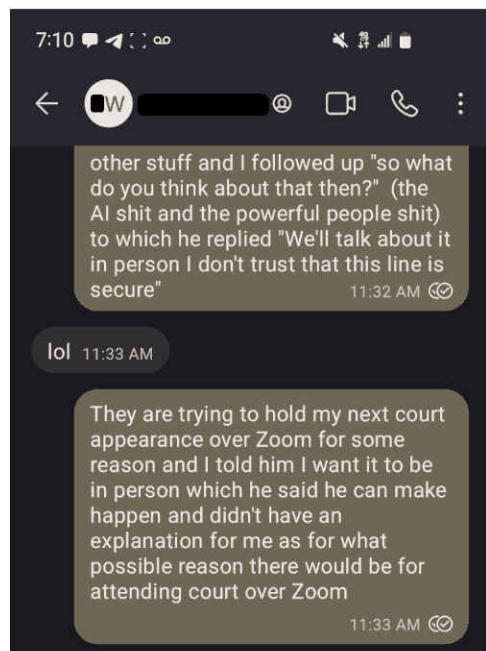 7:10
W
other stuff and I followed up "so what
do you think about that then?" (the
AI shit and the powerful people shit)
to which he replied "We'll talk about it
in person I don't trust that this line is
secure"
11:32 AM
lol 11:33 AM
They are trying to hold my next court
appearance over Zoom for some
reason and I told him I want it to be
in person which he said he can make
happen and didn't have an
explanation for me as for what
possible reason there would be for
attending court over Zoom
11:33 AM